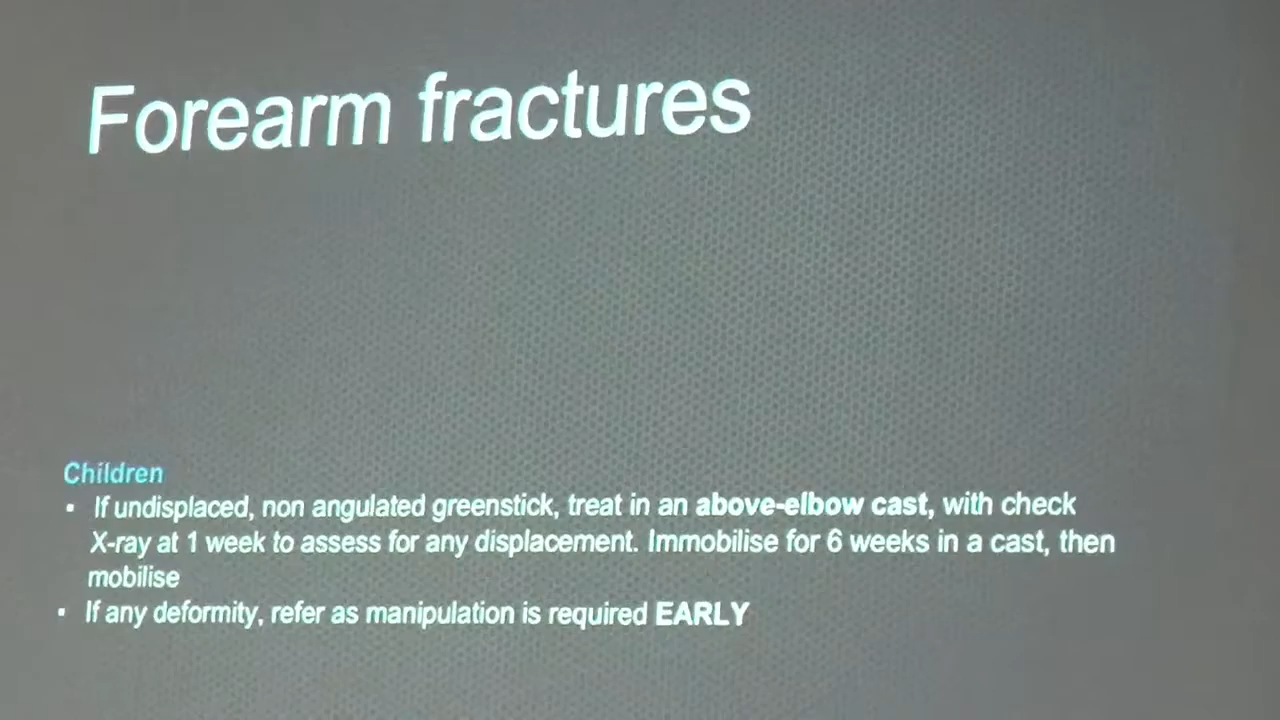 Forearm fractures
Children
▪ If undisplaced, non angulated greenstick, treat in an above-elbow cast, with check
X-ray at 1 week to assess for any displacement. Immobilise for 6 weeks in a cast, then
mobilise
▪ If any deformity, refer as manipulation is required EARLY